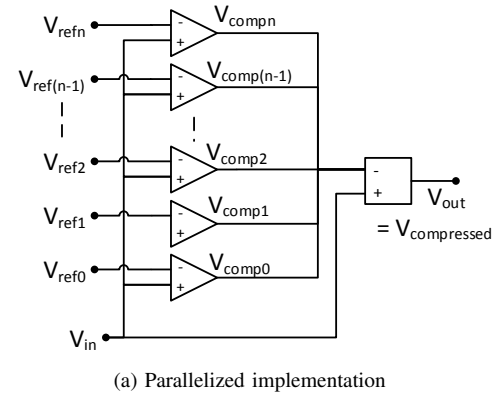 V_refn - + V_compn
V_ref(n-1) - + V_comp(n-1)
V_ref2 - + V_comp2
V_ref1 - + V_comp1
V_ref0 - + V_comp0
- +
V_out
= V_compressed
V_in
(a) Parallelized implementation